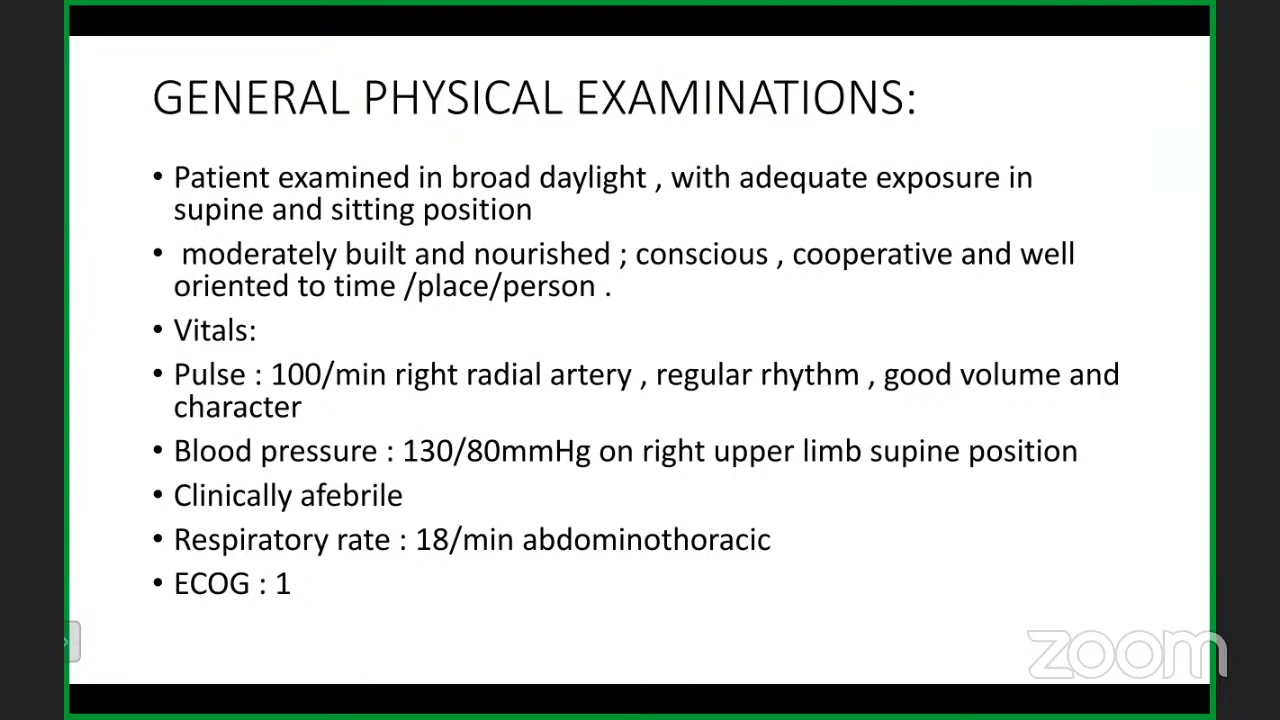 GENERAL PHYSICAL EXAMINATIONS:
• Patient examined in broad daylight , with adequate exposure in
supine and sitting position
• moderately built and nourished ; conscious , cooperative and well
oriented to time /place/person .
• Vitals:
• Pulse : 100/min right radial artery , regular rhythm , good volume and
character
• Blood pressure : 130/80mmHg on right upper limb supine position
• Clinically afebrile
• Respiratory rate : 18/min abdominothoracic
• ECOG : 1
zoom